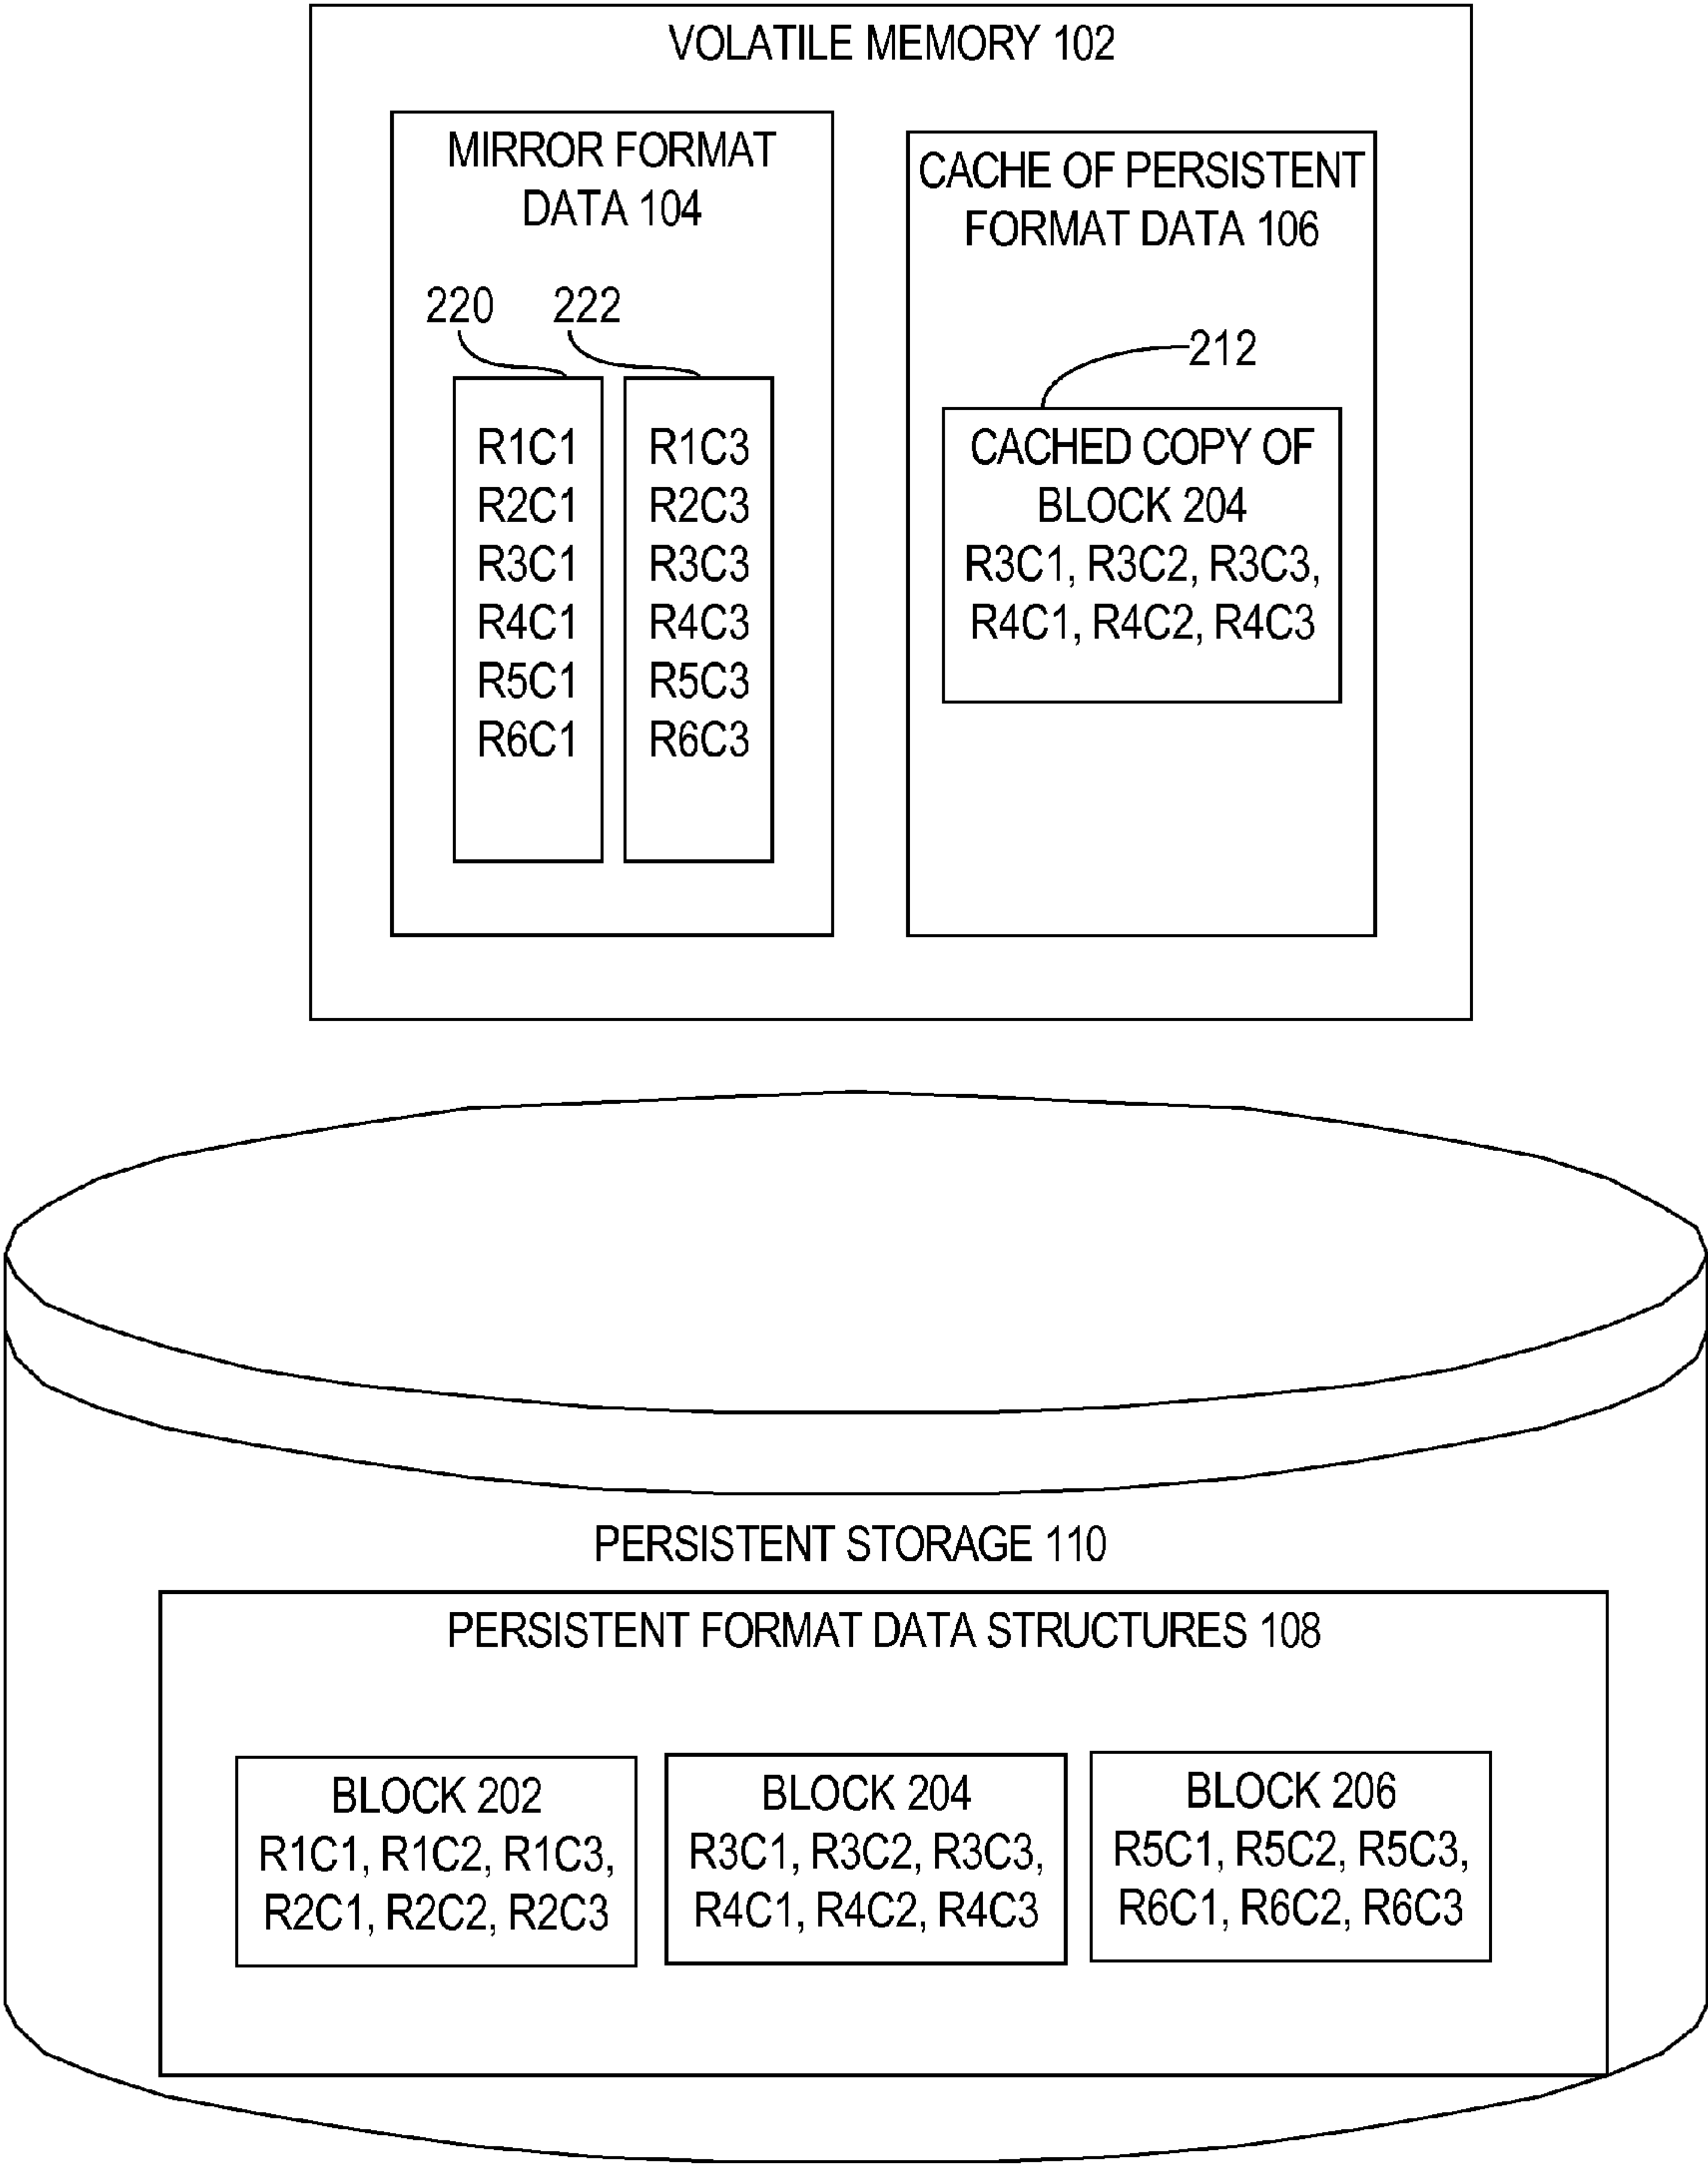 VOLATILE MEMORY 102
MIRROR FORMAT
DATA 104
220
222
R1C1
R2C1
R3C1
R4C1
R5C1
R6C1
R1C3
R2C3
R3C3
R4C3
R5C3
R6C3
CACHE OF PERSISTENT
FORMAT DATA 106
212
CACHED COPY OF
BLOCK 204
R3C1, R3C2, R3C3,
R4C1, R4C2, R4C3
PERSISTENT STORAGE 110
PERSISTENT FORMAT DATA STRUCTURES 108
BLOCK 202
R1C1, R1C2, R1C3,
R2C1, R2C2, R2C3
BLOCK 204
R3C1, R3C2, R3C3,
R4C1, R4C2, R4C3
BLOCK 206
R5C1, R5C2, R5C3,
R6C1, R6C2, R6C3